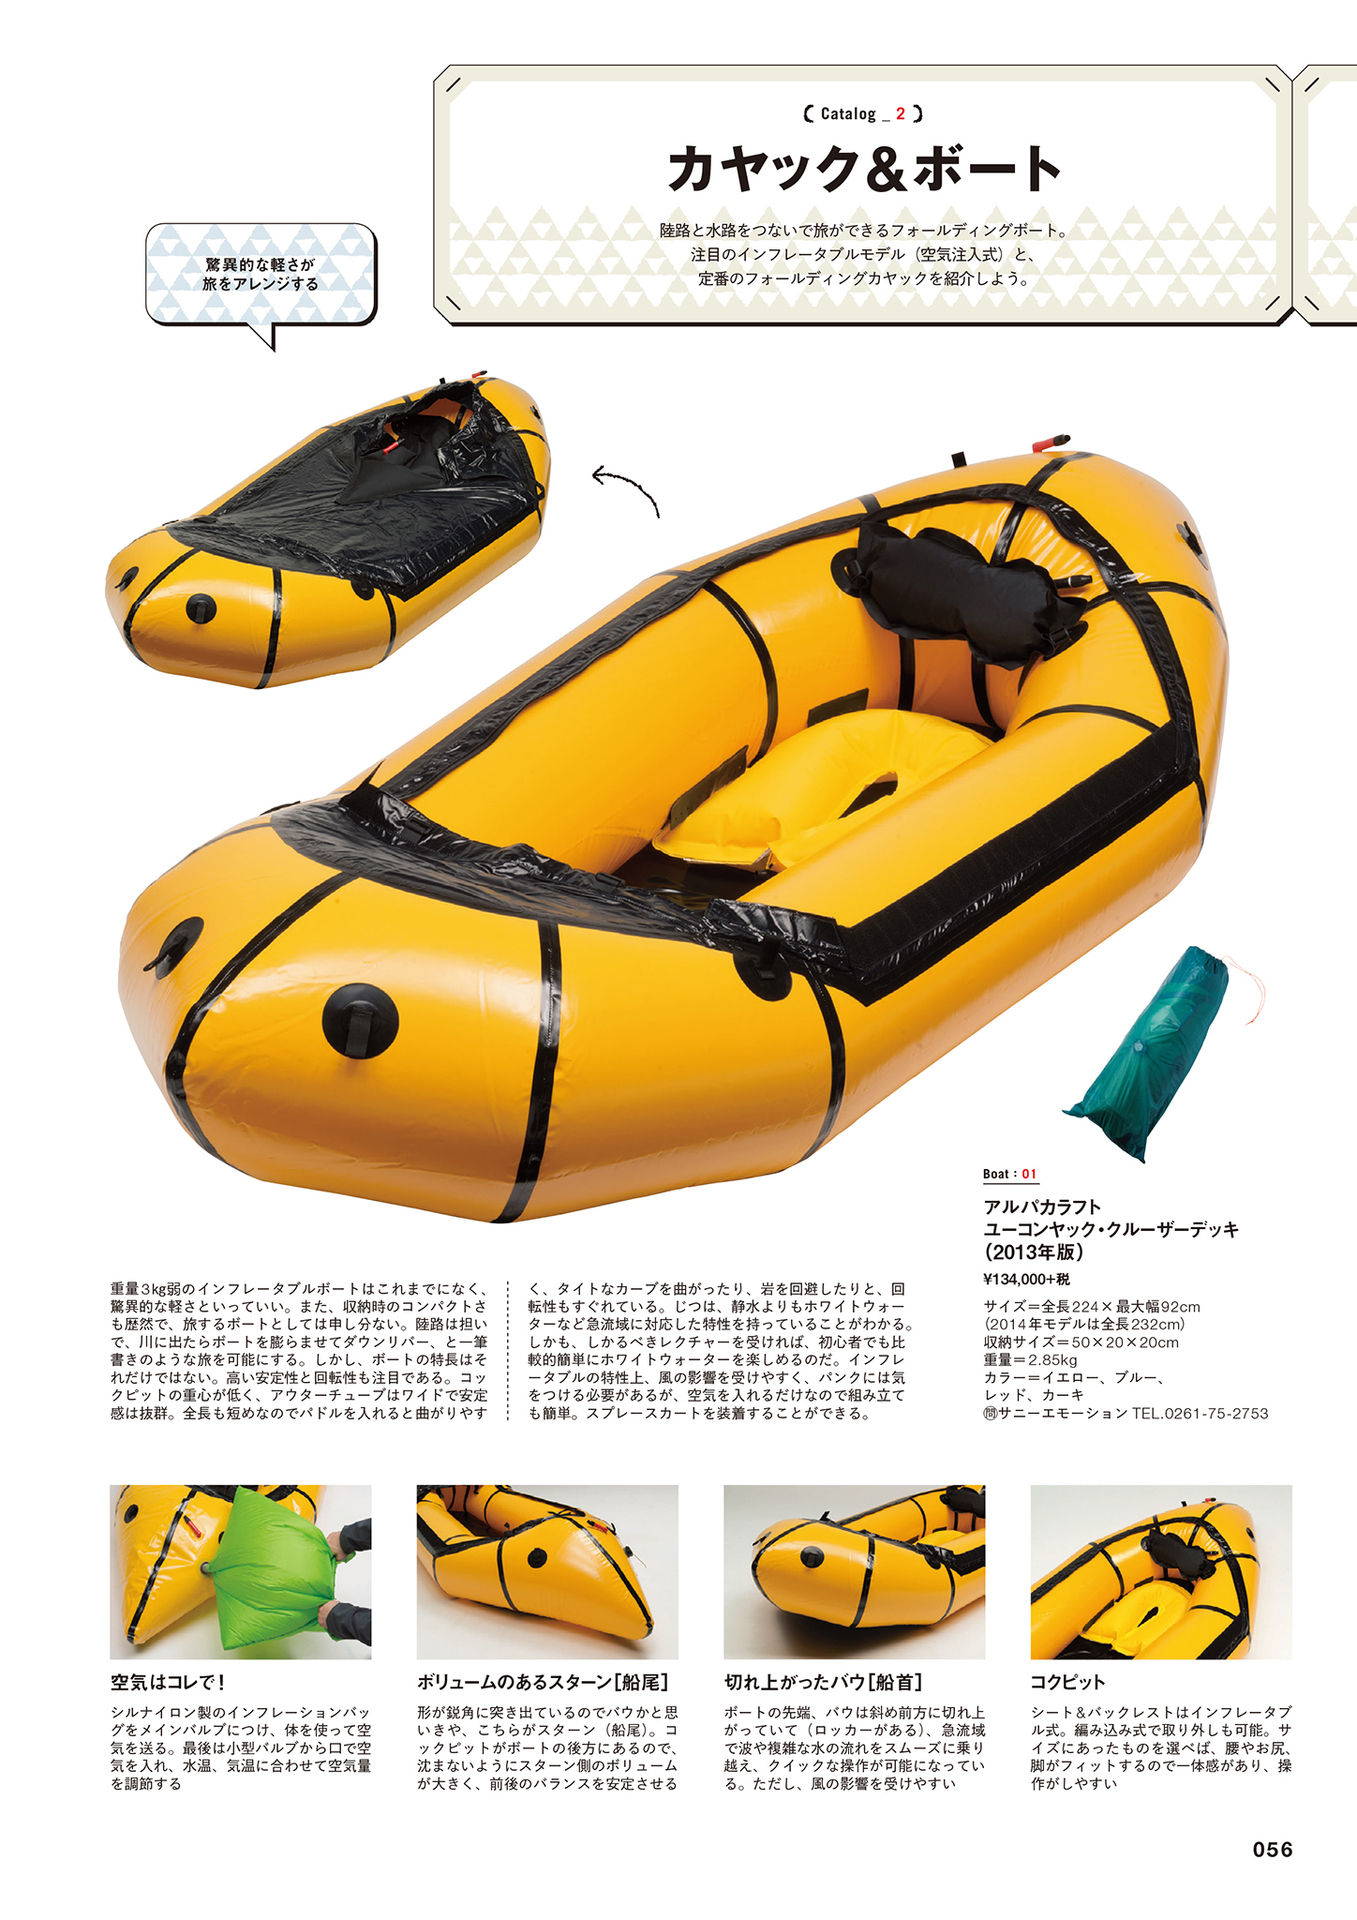 ( Catalog _ 2 )
カヤック&ボート
陸路と水路をつないで旅ができるフォールディングボート。
注目のインフレータブルモデル（空気注入式）と、
定番のフォールディングカヤックを紹介しよう。
驚異的な軽さが
旅をアレンジする
Boat：01
アルパカラフト
ユーコンヤック・クルーザーデッキ
（2013年版）
¥134,000+税
サイズ＝全長224×最大幅92cm
（2014年モデルは全長232cm）
収納サイズ＝50×20×20cm
重量＝2.85kg
カラー＝イエロー、ブルー、
レッド、カーキ
㉄サニーエモーション TEL.0261-75-2753
重量3kg弱のインフレータブルボートはこれまでになく、
驚異的な軽さといっていい。また、収納時のコンパクトさ
も歴然で、旅するボートとしては申し分ない。陸路は担い
で、川に出たらボートを膨らませてダウンリバー、と一筆
書きのような旅を可能にする。しかし、ボートの特長はそ
れだけではない。高い安定性と回転性も注目である。コッ
クピットの重心が低く、アウターチューブはワイドで安定
感は抜群。全長も短めなのでパドルを入れると曲がりやす
く、タイトなカーブを曲がったり、岩を回避したりと、回
転性もすぐれている。じつは、静水よりもホワイトウォー
ターなど急流域に対応した特性を持っていることがわかる。
しかも、しかるべきレクチャーを受ければ、初心者でも比
較的簡単にホワイトウォーターを楽しめるのだ。インフレ
ータブルの特性上、風の影響を受けやすく、パンクには気
をつける必要があるが、空気を入れるだけなので組み立て
も簡単。スプレースカートを装着することができる。
空気はコレで！
シルナイロン製のインフレーションバッ
グをメインバルブにつけ、体を使って空
気を送る。最後は小型バルブから口で空
気を入れ、水温、気温に合わせて空気量
を調節する
ボリュームのあるスターン［船尾］
形が鋭角に突き出ているのでバウかと思
いきや、こちらがスターン（船尾）。コ
ックピットがボートの後方にあるので、
沈まないようにスターン側のボリューム
が大きく、前後のバランスを安定させる
切れ上がったバウ［船首］
ボートの先端、バウは斜め前方に切れ上
がっていて（ロッカーがある）、急流域
で波や複雑な水の流れをスムーズに乗り
越え、クイックな操作が可能になってい
る。ただし、風の影響を受けやすい
コクピット
シート＆バックレストはインフレータブ
ル式。編み込み式で取り外しも可能。サ
イズにあったものを選べば、腰やお尻、
脚がフィットするので一体感があり、操
作がしやすい
056